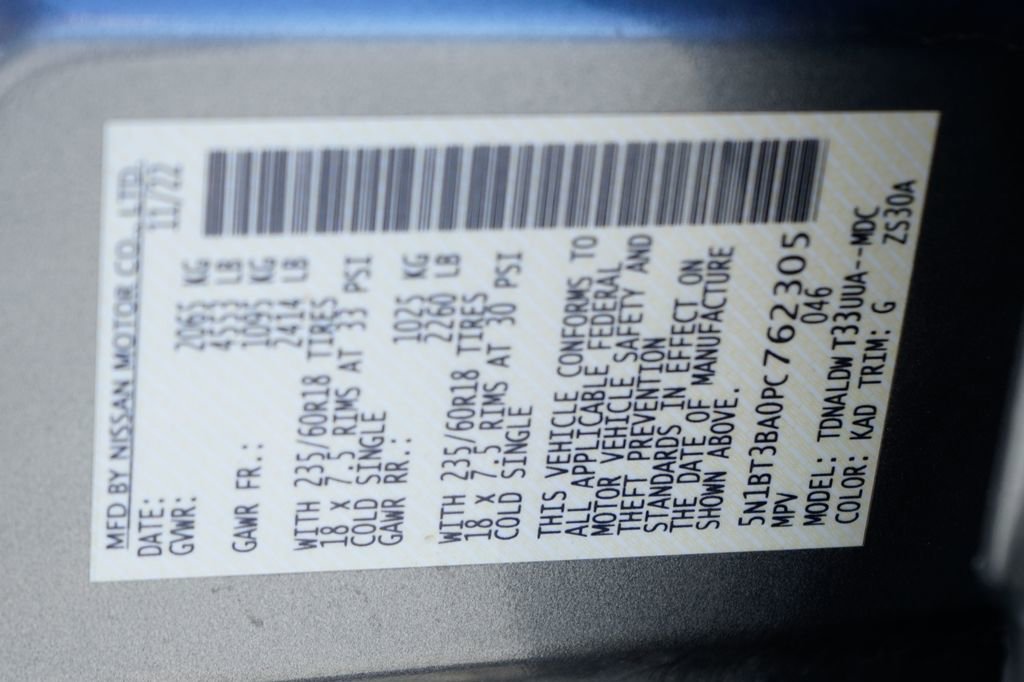 MFD BY NISSAN MOTOR CO., LTD.
DATE: 11/22
GVWR: 2065 KG
4553 LB
GAWR FR.: 1095 KG
2414 LB
WITH 235/60R18 TIRES
18 X 7.5 RIMS AT 33 PSI
COLD SINGLE
GAWR RR.: 1025 KG
2260 LB
WITH 235/60R18 TIRES
18 X 7.5 RIMS AT 30 PSI
COLD SINGLE
THIS VEHICLE CONFORMS TO
ALL APPLICABLE FEDERAL
MOTOR VEHICLE SAFETY AND
THEFT PREVENTION
STANDARDS IN EFFECT ON
THE DATE OF MANUFACTURE
SHOWN ABOVE.
5N1BT3BA0PC762305
MPV 046
MODEL: TDNALDW T33UUA--MDC
COLOR: KAD TRIM: G ZS30A